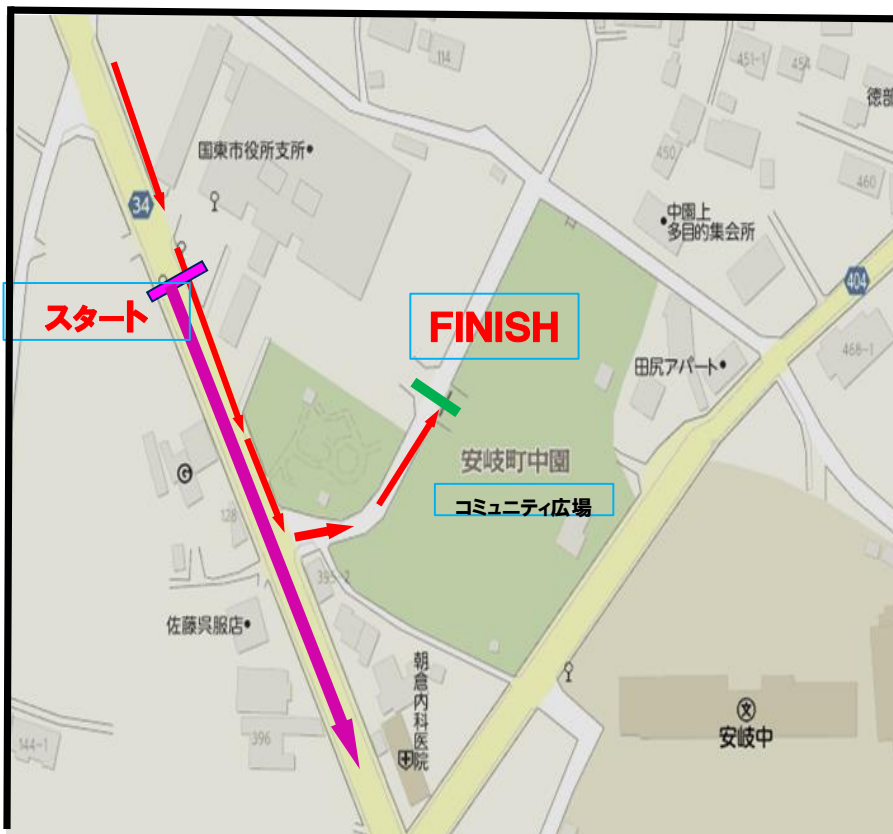 114
451-1
454
徳部
国東市役所支所
450
460
34
中園上
多目的集会所
404
スタート
FINISH
468-1
田尻アパート
安岐町中園
コミュニティ広場
128
395-2
佐藤呉服店
朝倉内科医院
396
144-1
文
安岐中